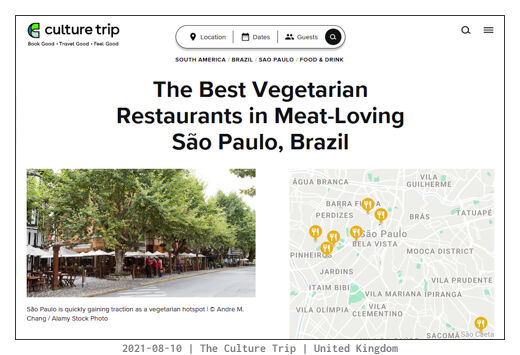 culture trip
Book Good • Travel Good • Feel Good
Location
Dates
Guests
SOUTH AMERICA / BRAZIL / SAO PAULO / FOOD & DRINK
The Best Vegetarian
Restaurants in Meat-Loving
São Paulo, Brazil
ÁGUA BRANCA
VILA
GUILHERME
BARRA FUNDA
PERDIZES
BRÁS
TATUAPÉ
São Paulo
BELA VISTA
PINHEIROS
MOOCA DISTRICT
JARDINS
ITAIM BIBI
VILA PRUDENTE
VILA MARIANA
IPIRANGA
VILA OLÍMPIA
VILA
CLEMENTINO
SACOMÃ
São Caeta
São Paulo is quickly gaining traction as a vegetarian hotspot | © Andre M.
Chang / Alamy Stock Photo
2021-08-10 | The Culture Trip | United Kingdom